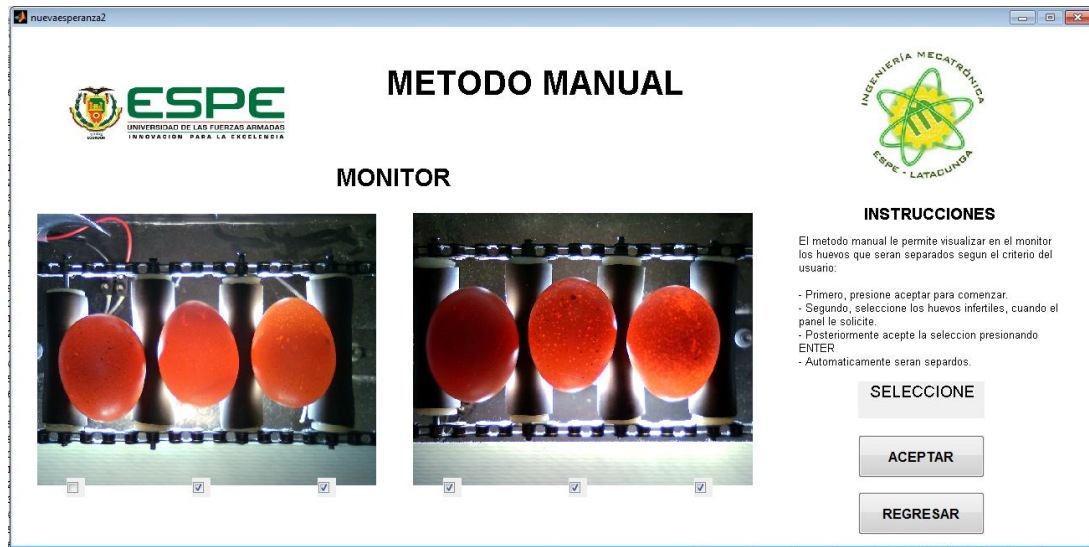 nuevaesperanza2
METODO MANUAL
ESPE
UNIVERSIDAD DE LAS FUERZAS ARMADAS
INNOVACION PARA LA EXCELENCIA
INGENIERÍA MECATRÓNICA
ESPE - LATACUNGA
MONITOR
INSTRUCCIONES
El metodo manual le permite visualizar en el monitor
los huevos que seran separados segun el criterio del
usuario:
- Primero, presione aceptar para comenzar.
- Segundo, seleccione los huevos infertiles, cuando el
panel le solicite.
- Posteriormente acepte la seleccion presionando
ENTER
- Automaticamente seran separdos.
SELECCIONE
ACEPTAR
REGRESAR